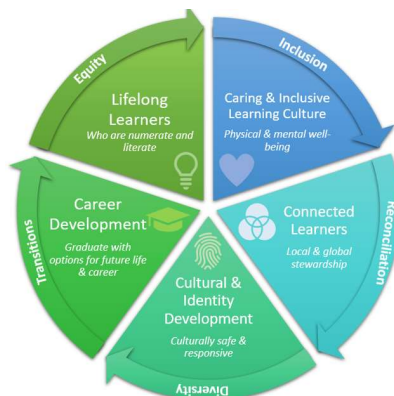 Equity
Inclusion
Lifelong
Learners
Who are numerate and
literate
Caring & Inclusive
Learning Culture
Physical & mental well-
being
Career
Development
Graduate with
options for future life
& career
Connected
Learners
Local & global
stewardship
Transitions
Reconciliation
Cultural &
Identity
Development
Culturally safe &
responsive
Diversity